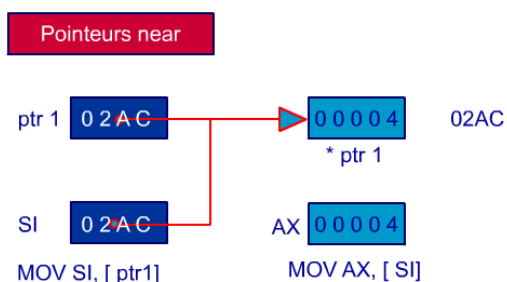 Pointeurs near
ptr 1 0 2 A C 0 0 0 0 4 02AC
* ptr 1
SI 0 2 A C AX 0 0 0 0 4
MOV SI, [ ptr1] MOV AX, [ SI]